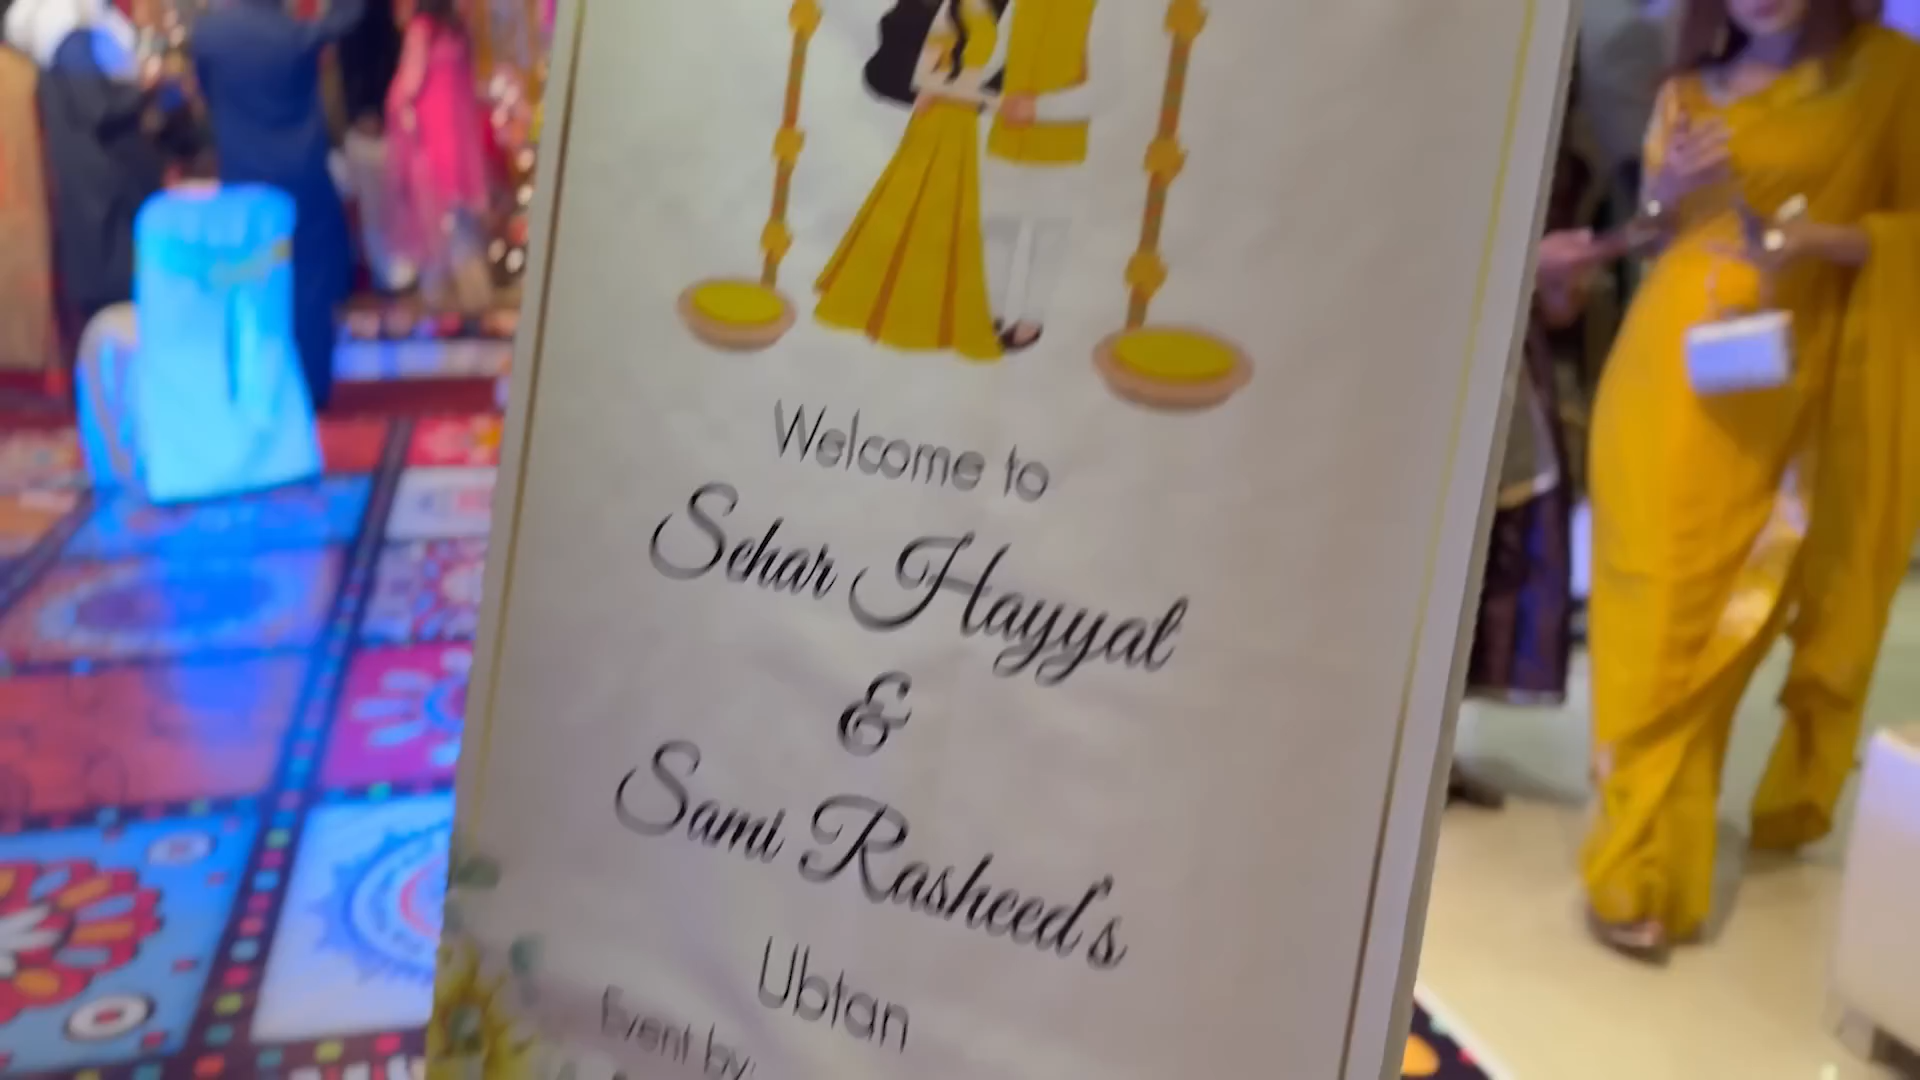 Welcome to
Sehar Hayyat
&
Sami Rasheed's
Ubtan
Event by: